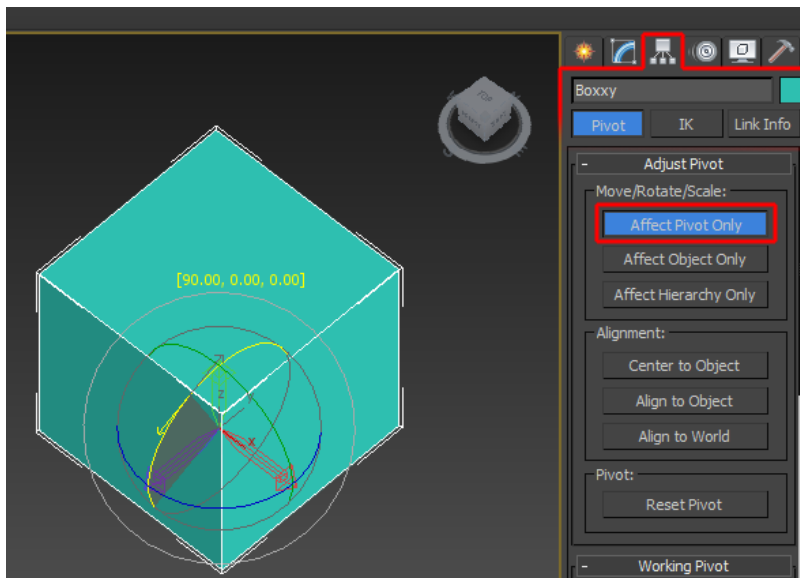 Boxxy
Pivot IK Link Info
- Adjust Pivot
Move/Rotate/Scale:
Affect Pivot Only
Affect Object Only
Affect Hierarchy Only
Alignment:
Center to Object
Align to Object
Align to World
Pivot:
Reset Pivot
- Working Pivot
TOP
[90.00, 0.00, 0.00]
z
y
x